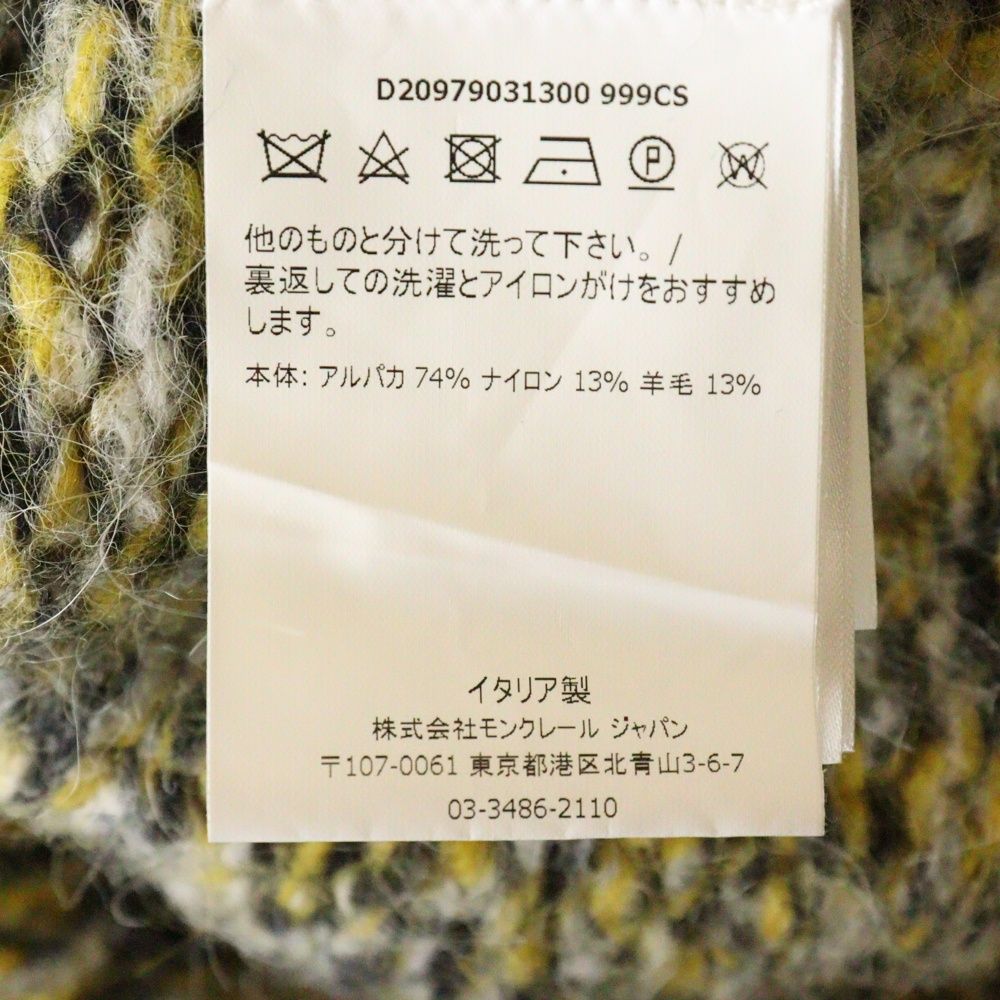 D20979031300 999CS
P W
他のものと分けて洗って下さい。/
裏返しての洗濯とアイロンがけをおすすめ
します。
本体: アルパカ 74% ナイロン 13% 羊毛 13%
イタリア製
株式会社モンクレール ジャパン
〒107-0061 東京都港区北青山3-6-7
03-3486-2110